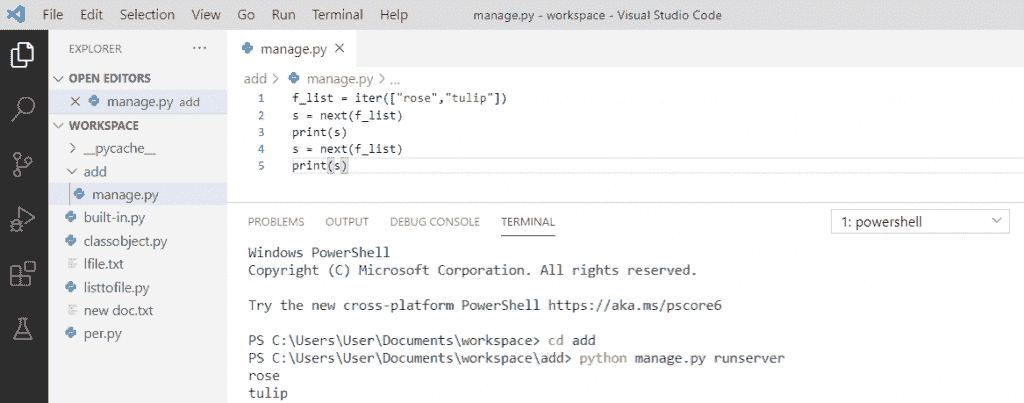 File Edit Selection View Go Run Terminal Help manage.py - workspace - Visual Studio Code
EXPLORER ...
OPEN EDITORS
manage.py add
WORKSPACE
__pycache__
add
manage.py
built-in.py
classobject.py
lfile.txt
listtofile.py
new doc.txt
per.py
manage.py
add > manage.py > ...
1 f_list = iter(["rose","tulip"])
2 s = next(f_list)
3 print(s)
4 s = next(f_list)
5 print(s)
PROBLEMS OUTPUT DEBUG CONSOLE TERMINAL 1: powershell
Windows PowerShell
Copyright (C) Microsoft Corporation. All rights reserved.
Try the new cross-platform PowerShell https://aka.ms/pscore6
PS C:\Users\User\Documents\workspace> cd add
PS C:\Users\User\Documents\workspace\add> python manage.py runserver
rose
tulip